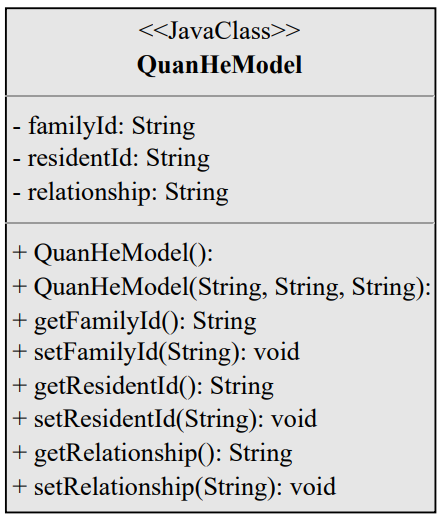 <<JavaClass>>
QuanHeModel
- familyId: String
- residentId: String
- relationship: String
+ QuanHeModel():
+ QuanHeModel(String, String, String):
+ getFamilyId(): String
+ setFamilyId(String): void
+ getResidentId(): String
+ setResidentId(String): void
+ getRelationship(): String
+ setRelationship(String): void